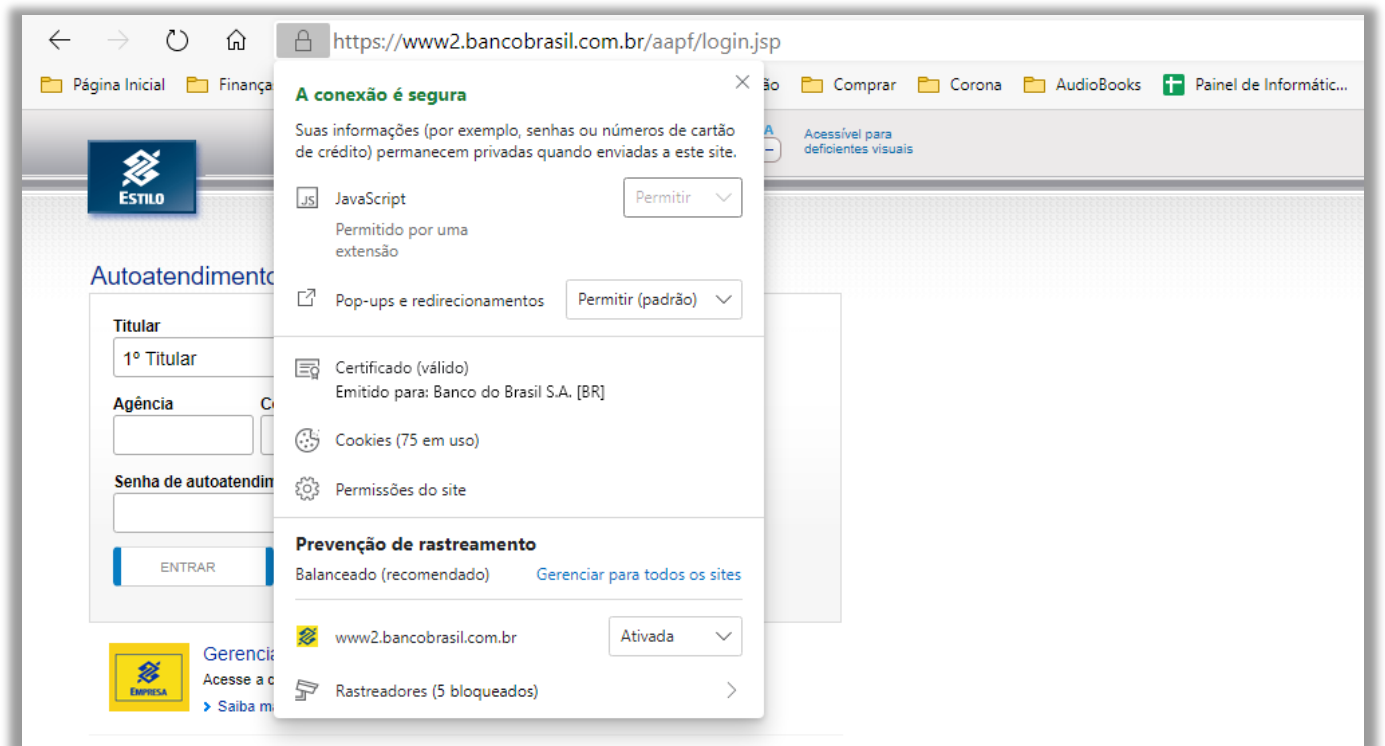 https://www2.bancobrasil.com.br/aapf/login.jsp
Página Inicial Finança ão Comprar Corona AudioBooks Painel de Informátic...
A conexão é segura
Suas informações (por exemplo, senhas ou números de cartão
de crédito) permanecem privadas quando enviadas a este site.
A
–
Acessível para
deficientes visuais
ESTILO
JS JavaScript Permitir
Permitido por uma
extensão
Pop-ups e redirecionamentos Permitir (padrão)
Autoatendimento
Titular
1º Titular
Agência Co
Senha de autoatendim
ENTRAR
Certificado (válido)
Emitido para: Banco do Brasil S.A. [BR]
Cookies (75 em uso)
Permissões do site
Prevenção de rastreamento
Balanceado (recomendado) Gerenciar para todos os sites
www2.bancobrasil.com.br Ativada
Rastreadores (5 bloqueados)
EMPRESA
Gerencia
Acesse a c
Saiba ma